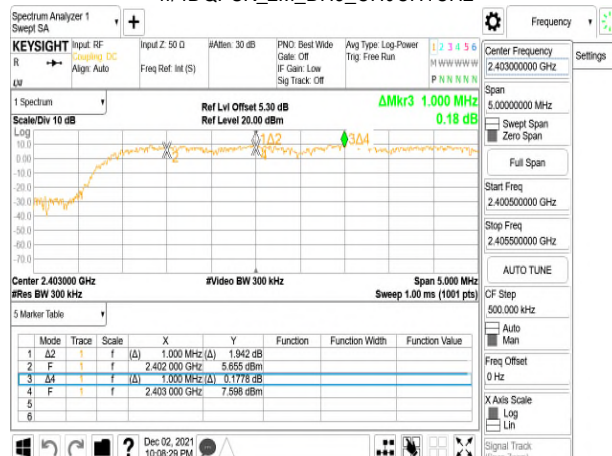 Spectrum Analyzer 1
Swept SA
+
Frequency
Settings
KEYSIGHT
R
Input: RF
Coupling: DC
Align: Auto
Input Z: 50 Ω
Freq Ref: Int (S)
#Atten: 30 dB
PNO: Best Wide
Gate: Off
IF Gain: Low
Sig Track: Off
Avg Type: Log-Power
Trig: Free Run
1 2 3 4 5 6
M W W W W W
P N N N N N
1 Spectrum
Scale/Div 10 dB
Ref Lvl Offset 5.30 dB
Ref Level 20.00 dBm
ΔMkr3 1.000 MHz
0.18 dB
Log
10.0
0.00
-10.0
-20.0
-30.0
-40.0
-50.0
-60.0
-70.0
1Δ2
3Δ4
2
Center 2.403000 GHz
#Res BW 300 kHz
#Video BW 300 kHz
Span 5.000 MHz
Sweep 1.00 ms (1001 pts)
5 Marker Table
Mode Trace Scale X Y Function Function Width Function Value
1 Δ2 1 f (Δ) 1.000 MHz (Δ) 1.942 dB
2 F 1 f 2.402 000 GHz 5.655 dBm
3 Δ4 1 f (Δ) 1.000 MHz (Δ) 0.1778 dB
4 F 1 f 2.403 000 GHz 7.598 dBm
5
6
Dec 02, 2021
10:08:29 PM
Center Frequency
2.403000000 GHz
Span
5.00000000 MHz
Swept Span
Zero Span
Full Span
Start Freq
2.400500000 GHz
Stop Freq
2.405500000 GHz
AUTO TUNE
CF Step
500.000 kHz
Auto
Man
Freq Offset
0 Hz
X Axis Scale
Log
Lin
Signal Track